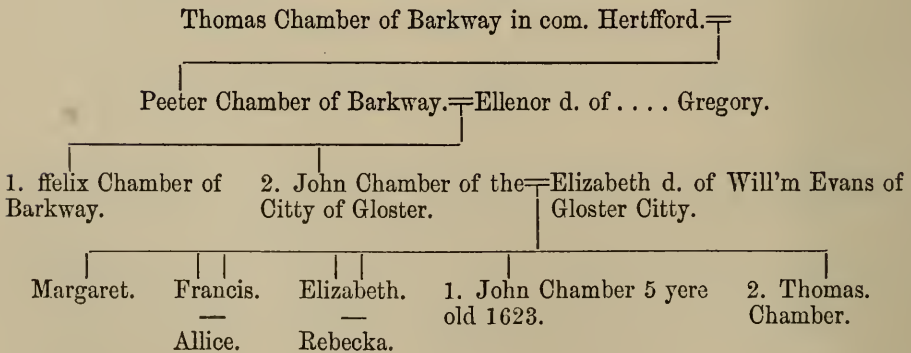 Thomas Chamber of Barkway in com. Hertfford.
Peeter Chamber of Barkway. Ellenor d. of . . . . Gregory.
1. ffelix Chamber of
Barkway.
2. John Chamber of the
Citty of Gloster.
Elizabeth d. of Will'm Evans of
Gloster Citty.
Margaret.
Francis.
—
Allice.
Elizabeth.
—
Rebecka.
1. John Chamber 5 yere
old 1623.
2. Thomas.
Chamber.